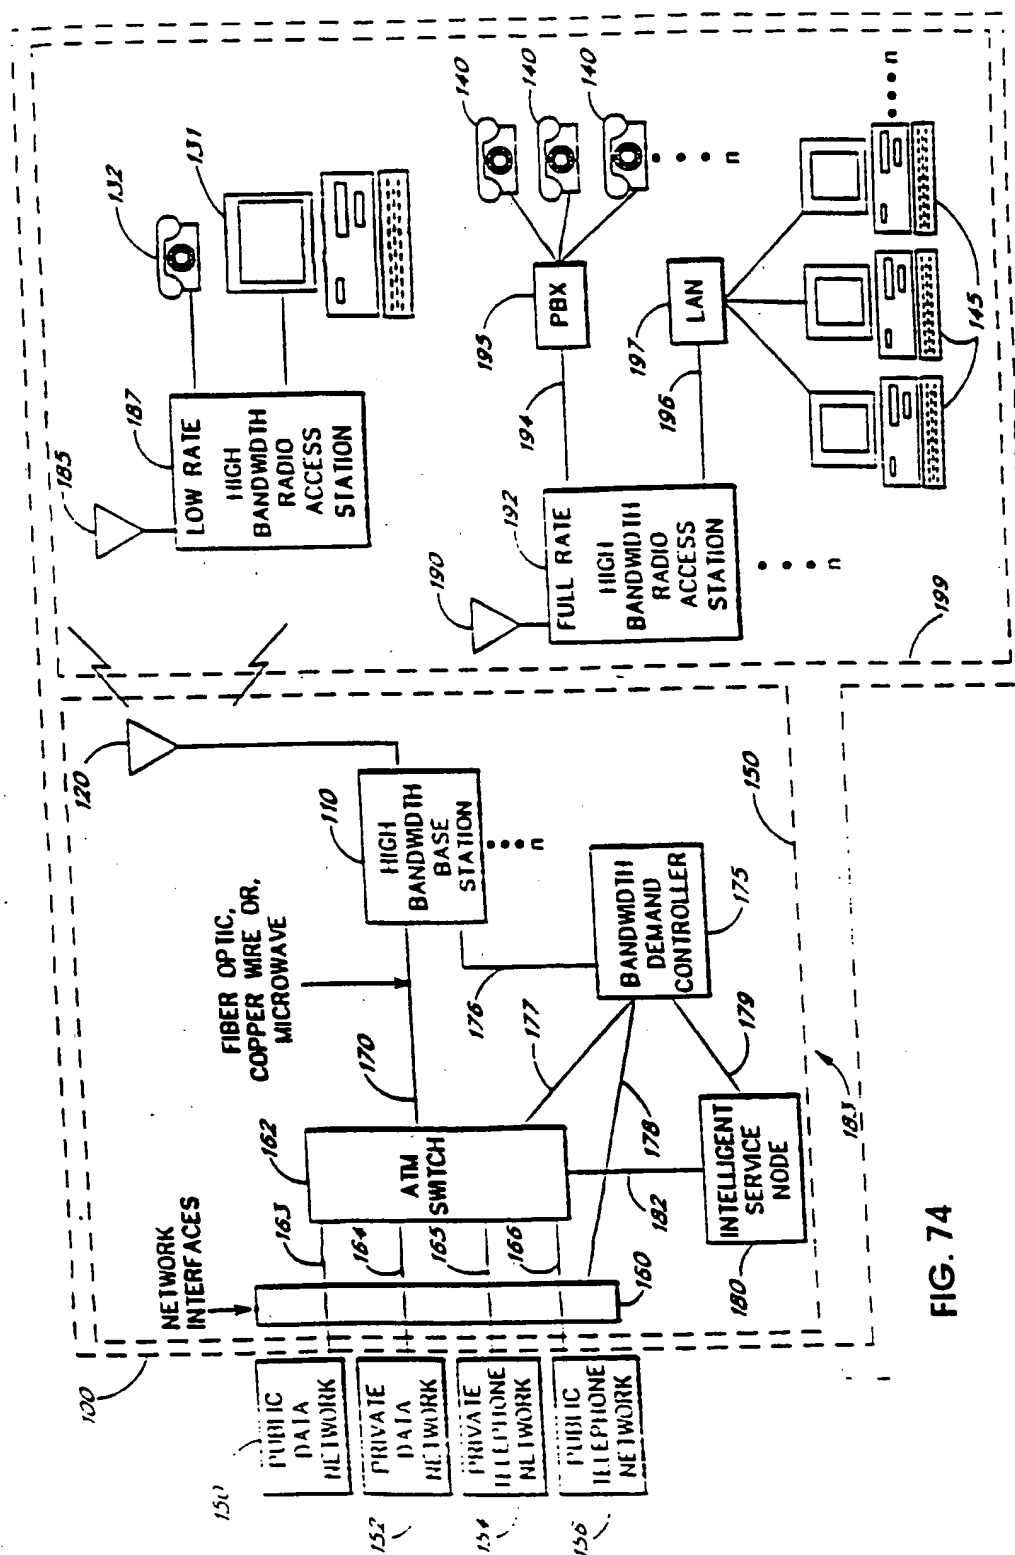 100
NETWORK
INTERFACES
150
PUBLIC
DATA
NETWORK
152
PRIVATE
DATA
NETWORK
154
PRIVATE
TELEPHONE
NETWORK
156
PUBLIC
TELEPHONE
NETWORK
163
164
165
166
160
162
ATM
SWITCH
170
FIBER OPTIC,
COPPER WIRE OR,
MICROWAVE
110
HIGH
BANDWIDTH
BASE
STATION
• • • • n
120
176
177
178
179
182
175
BANDWIDTH
DEMAND
CONTROLLER
180
INTELLIGENT
SERVICE
NODE
183
150
185
187
LOW RATE
HIGH
BANDWIDTH
RADIO
ACCESS
STATION
132
131
190
192
FULL RATE
HIGH
BANDWIDTH
RADIO
ACCESS
STATION
• • • • n
194
195
PBX
140
140
140
• • • • n
196
197
LAN
145
• • • • n
199
FIG. 74